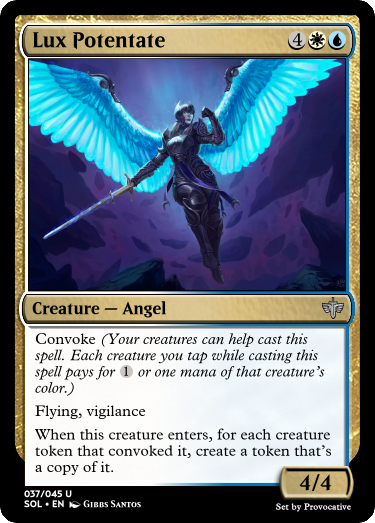 Lux Potentate 4
Creature — Angel
Convoke (Your creatures can help cast this
spell. Each creature you tap while casting this
spell pays for 1 or one mana of that creature's
color.)
Flying, vigilance
When this creature enters, for each creature
token that convoked it, create a token that's
a copy of it.
4/4
037/045 U
SOL • EN Gibbs Santos
Set by Provocative